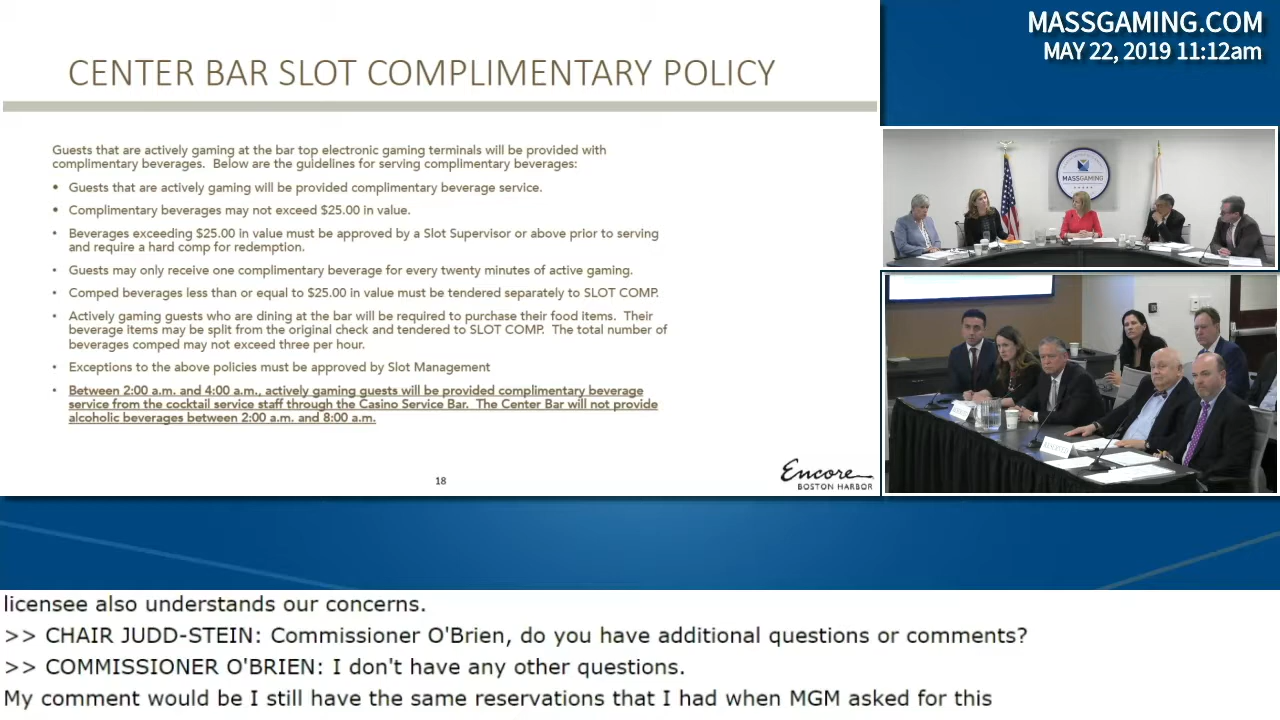 CENTER BAR SLOT COMPLIMENTARY POLICY
Guests that are actively gaming at the bar top electronic gaming terminals will be provided with
complimentary beverages. Below are the guidelines for serving complimentary beverages:
• Guests that are actively gaming will be provided complimentary beverage service.
• Complimentary beverages may not exceed $25.00 in value.
• Beverages exceeding $25.00 in value must be approved by a Slot Supervisor or above prior to serving
and require a hard comp for redemption.
• Guests may only receive one complimentary beverage for every twenty minutes of active gaming.
• Comped beverages less than or equal to $25.00 in value must be tendered separately to SLOT COMP.
• Actively gaming guests who are dining at the bar will be required to purchase their food items. Their
beverage items may be split from the original check and tendered to SLOT COMP. The total number of
beverages comped may not exceed three per hour.
• Exceptions to the above policies must be approved by Slot Management
• Between 2:00 a.m. and 4:00 a.m., actively gaming guests will be provided complimentary beverage
service from the cocktail service staff through the Casino Service Bar. The Center Bar will not provide
alcoholic beverages between 2:00 a.m. and 8:00 a.m.
18
Encore
BOSTON HARBOR
MASSGAMING.COM
MAY 22, 2019 11:12am
MASSGAMING
licensee also understands our concerns.
>> CHAIR JUDD-STEIN: Commissioner O'Brien, do you have additional questions or comments?
>> COMMISSIONER O'BRIEN: I don't have any other questions.
My comment would be I still have the same reservations that I had when MGM asked for this